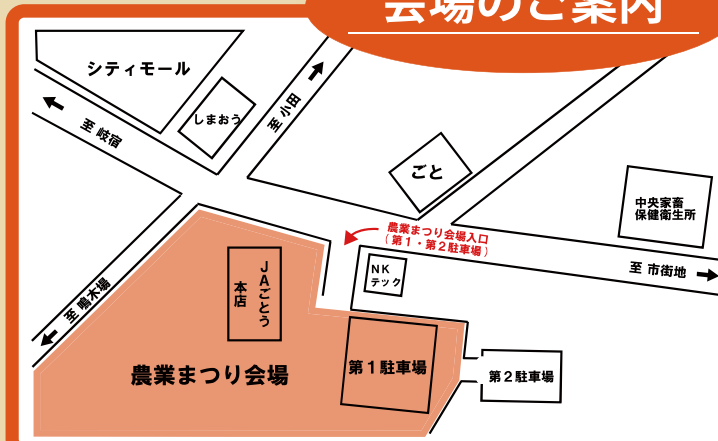 会場のご案内
シティモール
しまおう
至 小田
至 岐宿
ごと
中央家畜
保健衛生所
農業まつり会場入口
（第１・第２駐車場）
至 市街地
NK
テック
JAごとう
本店
至 鳴木場
農業まつり会場
第１駐車場
第２駐車場